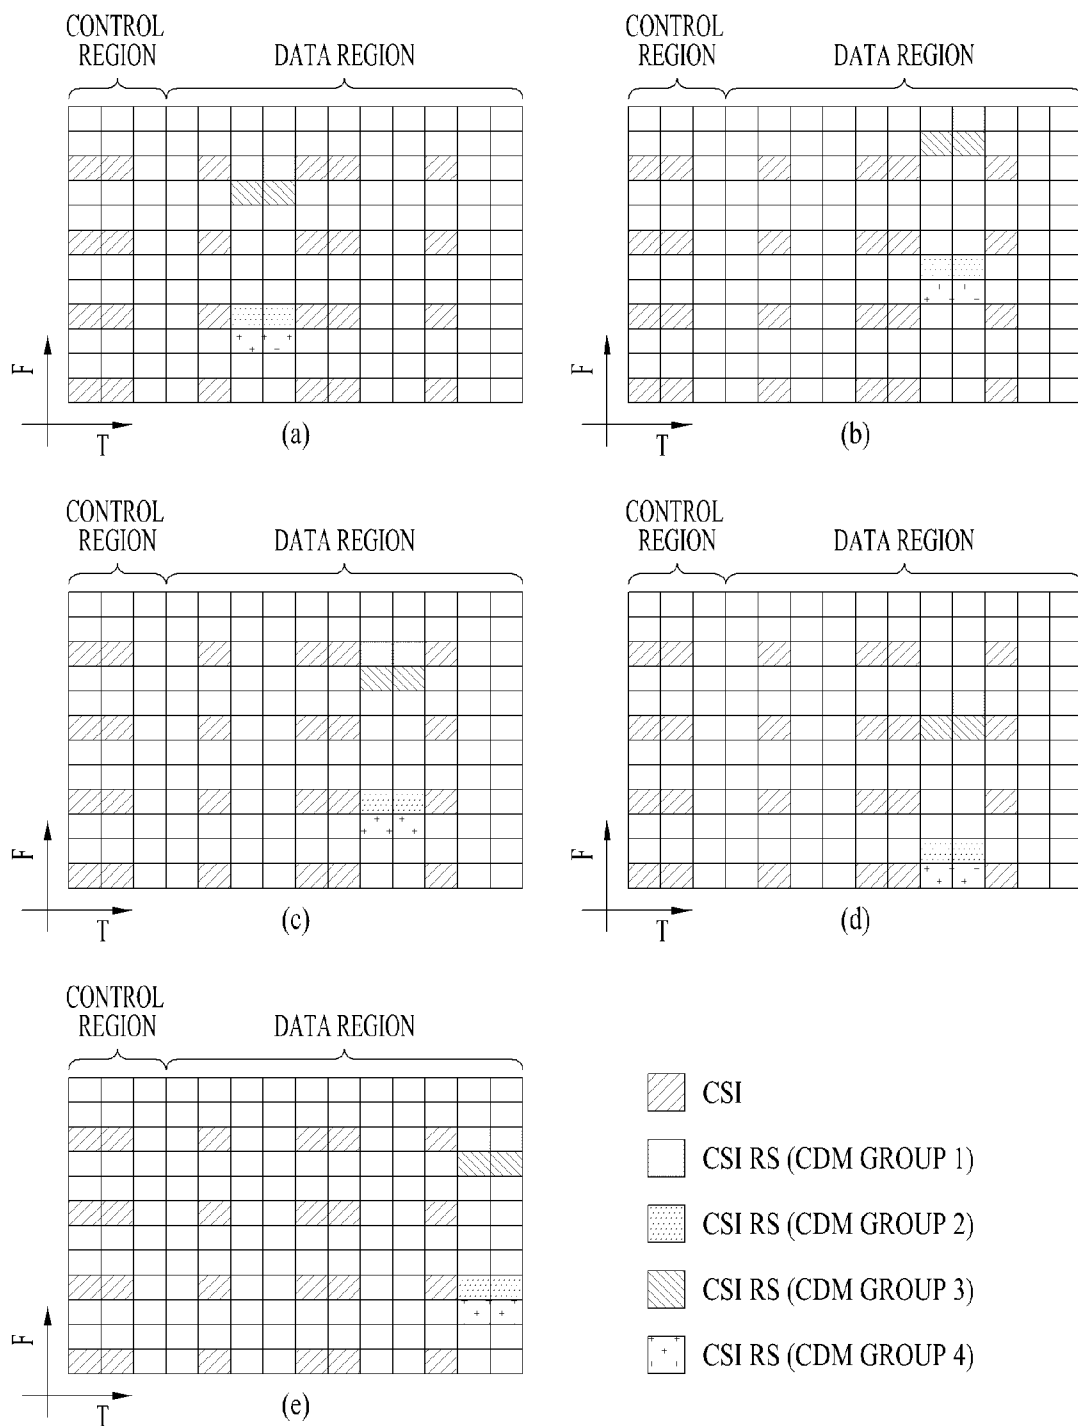 CONTROL
REGION
DATA REGION
F
T
(a)
CONTROL
REGION
DATA REGION
F
T
(b)
CONTROL
REGION
DATA REGION
F
T
(c)
CONTROL
REGION
DATA REGION
F
T
(d)
CONTROL
REGION
DATA REGION
F
T
(e)
CSI
CSI RS (CDM GROUP 1)
CSI RS (CDM GROUP 2)
CSI RS (CDM GROUP 3)
CSI RS (CDM GROUP 4)